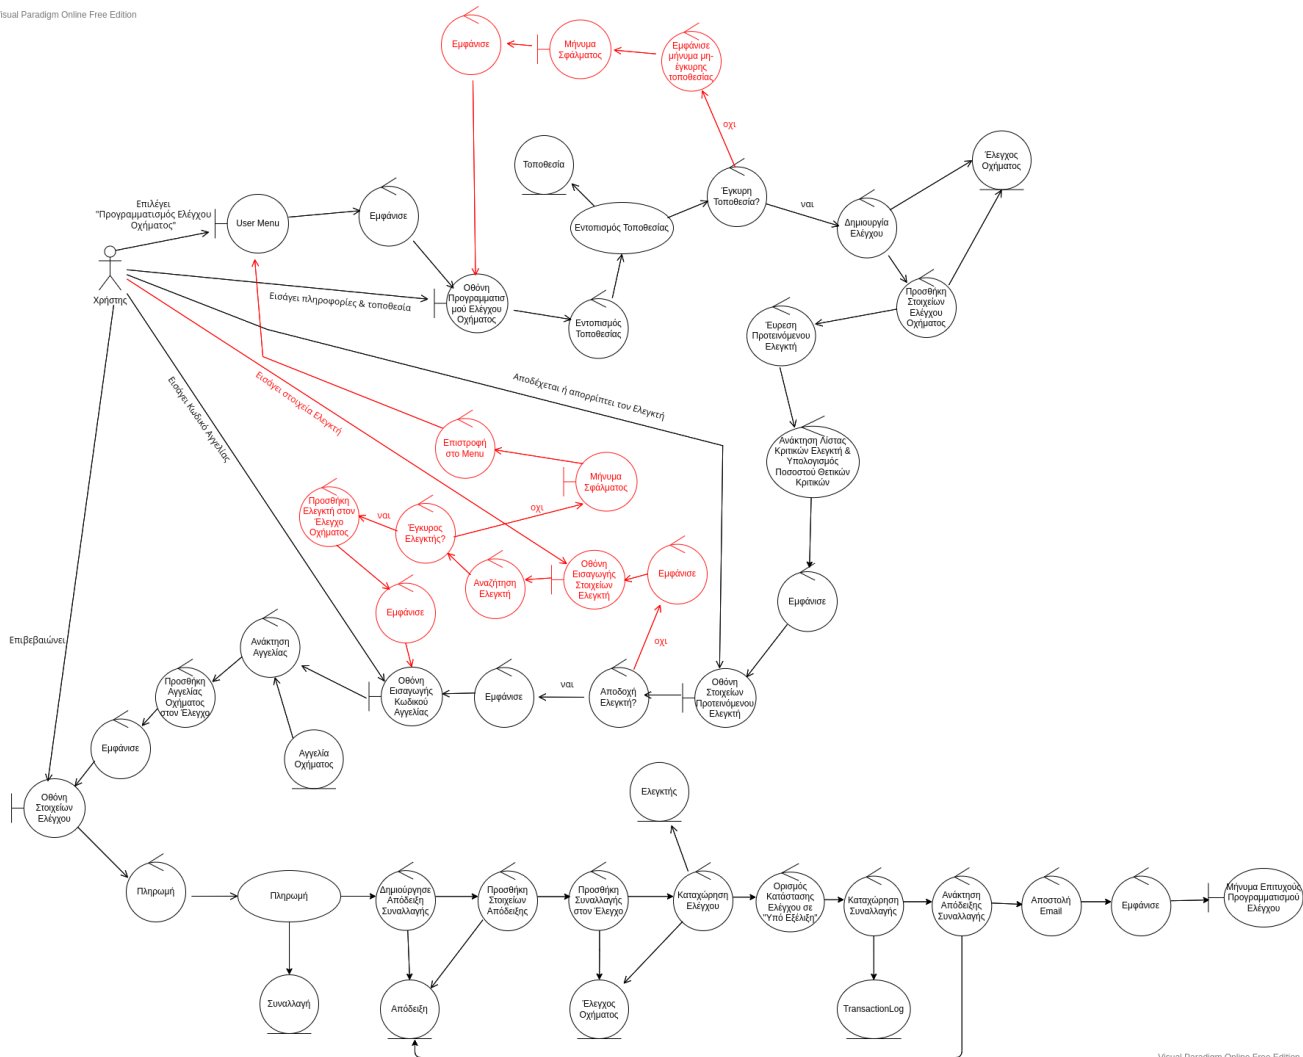 Visual Paradigm Online Free Edition
Εμφάνισε
Μήνυμα
Σφάλματος
Εμφάνισε
μήνυμα μη-
έγκυρης
τοποθεσίας
οχι
Τοποθεσία
Έγκυρη
Τοποθεσία?
ναι
Έλεγχος
Οχήματος
Επιλέγει
"Προγραμματισμός Ελέγχου
Οχήματος"
User Menu
Εμφάνισε
Εντοπισμός Τοποθεσίας
Δημιουργία
Ελέγχου
Χρήστης
Εισάγει πληροφορίες & τοποθεσία
Οθόνη
Προγραμματισ
μού Ελέγχου
Οχήματος
Εντοπισμός
Τοποθεσίας
Προσθήκη
Στοιχείων
Ελέγχου
Οχήματος
Έυρεση
Προτεινόμενου
Ελεγκτή
Αποδέχεται ή απορρίπτει τον Ελεγκτή
Εισάγει στοιχεία Ελεγκτή
Εισάγει Κωδικό Αγγελίας
Επιστροφή
στο Menu
Ανάκτηση Λίστας
Κριτικών Ελεγκτή &
Υπολογισμός
Ποσοστού Θετικών
Κριτικών
Μήνυμα
Σφάλματος
Προσθήκη
Ελεγκτή στον
Έλεγχο
Οχήματος
ναι
Έγκυρος
Ελεγκτής?
οχι
Αναζήτηση
Ελεγκτή
Οθόνη
Εισαγωγής
Στοιχείων
Ελεγκτή
Εμφάνισε
Εμφάνισε
Εμφάνισε
οχι
Επιβεβαιώνει
Ανάκτηση
Αγγελίας
Προσθήκη
Αγγελίας
Οχήματος
στον Έλεγχο
Οθόνη
Εισαγωγής
Κωδικού
Αγγελίας
Εμφάνισε
ναι
Αποδοχή
Ελεγκτή?
Οθόνη
Στοιχείων
Προτεινόμενου
Ελεγκτή
Εμφάνισε
Αγγελία
Οχήματος
Οθόνη
Στοιχείων
Ελέγχου
Ελεγκτής
Πληρωμή
Πληρωμή
Δημιούργησε
Απόδειξη
Συναλλαγής
Προσθήκη
Στοιχείων
Απόδειξης
Προσθήκη
Συναλλαγής
στον Έλεγχο
Καταχώρηση
Ελέγχου
Ορισμός
Κατάστασης
Ελέγχου σε
"Υπό Εξέλιξη"
Καταχώρηση
Συναλλαγής
Ανάκτηση
Απόδειξης
Συναλλαγής
Αποστολή
Email
Εμφάνισε
Μήνυμα Επιτυχούς
Προγραμματισμού
Ελέγχου
Συναλλαγή
Απόδειξη
Έλεγχος
Οχήματος
TransactionLog
Visual Paradigm Online Free Edition